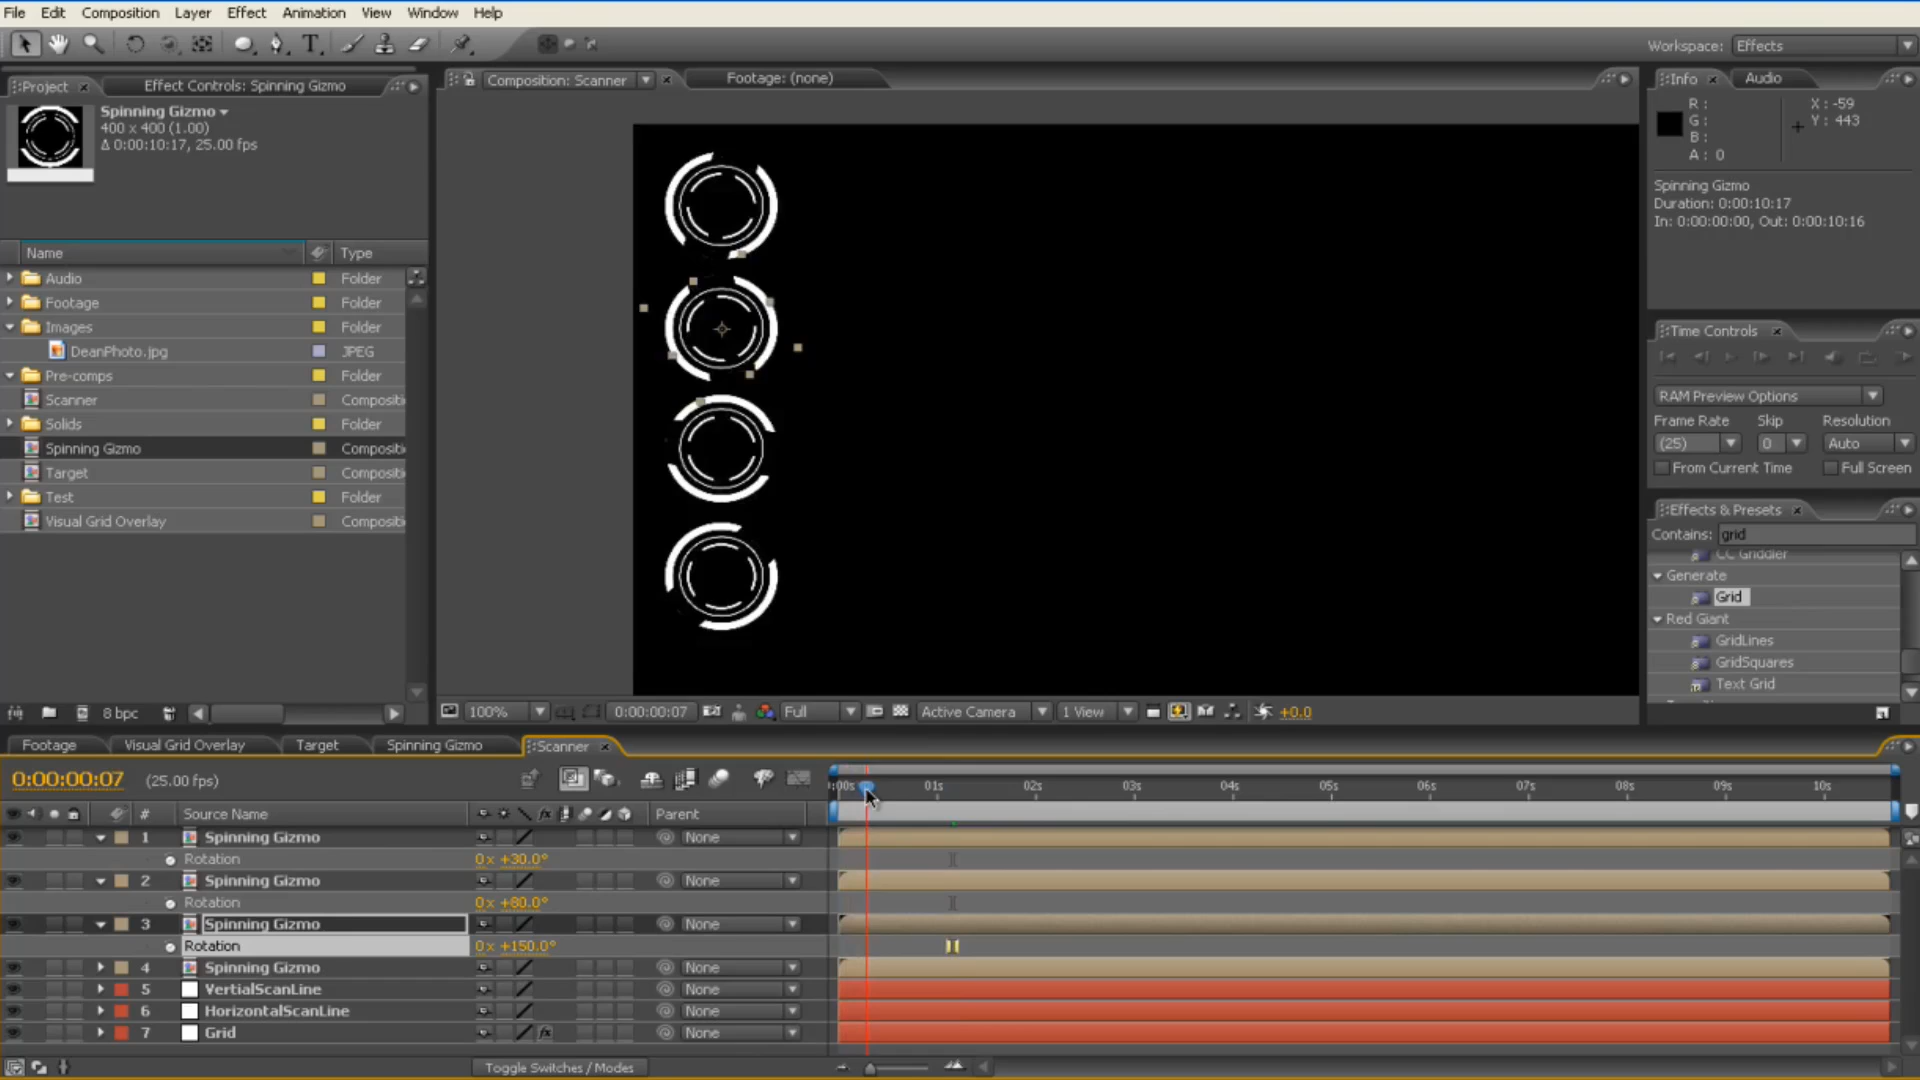 File Edit Composition Layer Effect Animation View Window Help
Workspace: Effects
Project Effect Controls: Spinning Gizmo
Composition: Scanner Footage: (none)
Info Audio
Spinning Gizmo
400 x 400 (1.00)
Δ 0:00:10:17, 25.00 fps
R :
G :
B :
A : 0
X : -59
Y : 443
Spinning Gizmo
Duration: 0:00:10:17
In: 0:00:00:00, Out: 0:00:10:16
Name Type
Audio Folder
Footage Folder
Images Folder
DeanPhoto.jpg JPEG
Pre-comps Folder
Scanner Compositi
Solids Folder
Spinning Gizmo Compositi
Target Compositi
Test Folder
Visual Grid Overlay Compositi
8 bpc
Time Controls
RAM Preview Options
Frame Rate Skip Resolution
(25) 0 Auto
From Current Time Full Screen
Effects & Presets
Contains: grid
CC Griddler
Generate
Grid
Red Giant
GridLines
GridSquares
Text Grid
100% 0:00:00:07 Full Active Camera 1 View +0.0
Footage Visual Grid Overlay Target Spinning Gizmo Scanner
0:00:00:07 (25.00 fps)
:00s 01s 02s 03s 04s 05s 06s 07s 08s 09s 10s
# Source Name Parent
1 Spinning Gizmo None
Rotation 0x +30.0°
2 Spinning Gizmo None
Rotation 0x +80.0°
3 Spinning Gizmo None
Rotation 0x +150.0°
4 Spinning Gizmo None
5 VertialScanLine None
6 HorizontalScanLine None
7 Grid None
Toggle Switches / Modes